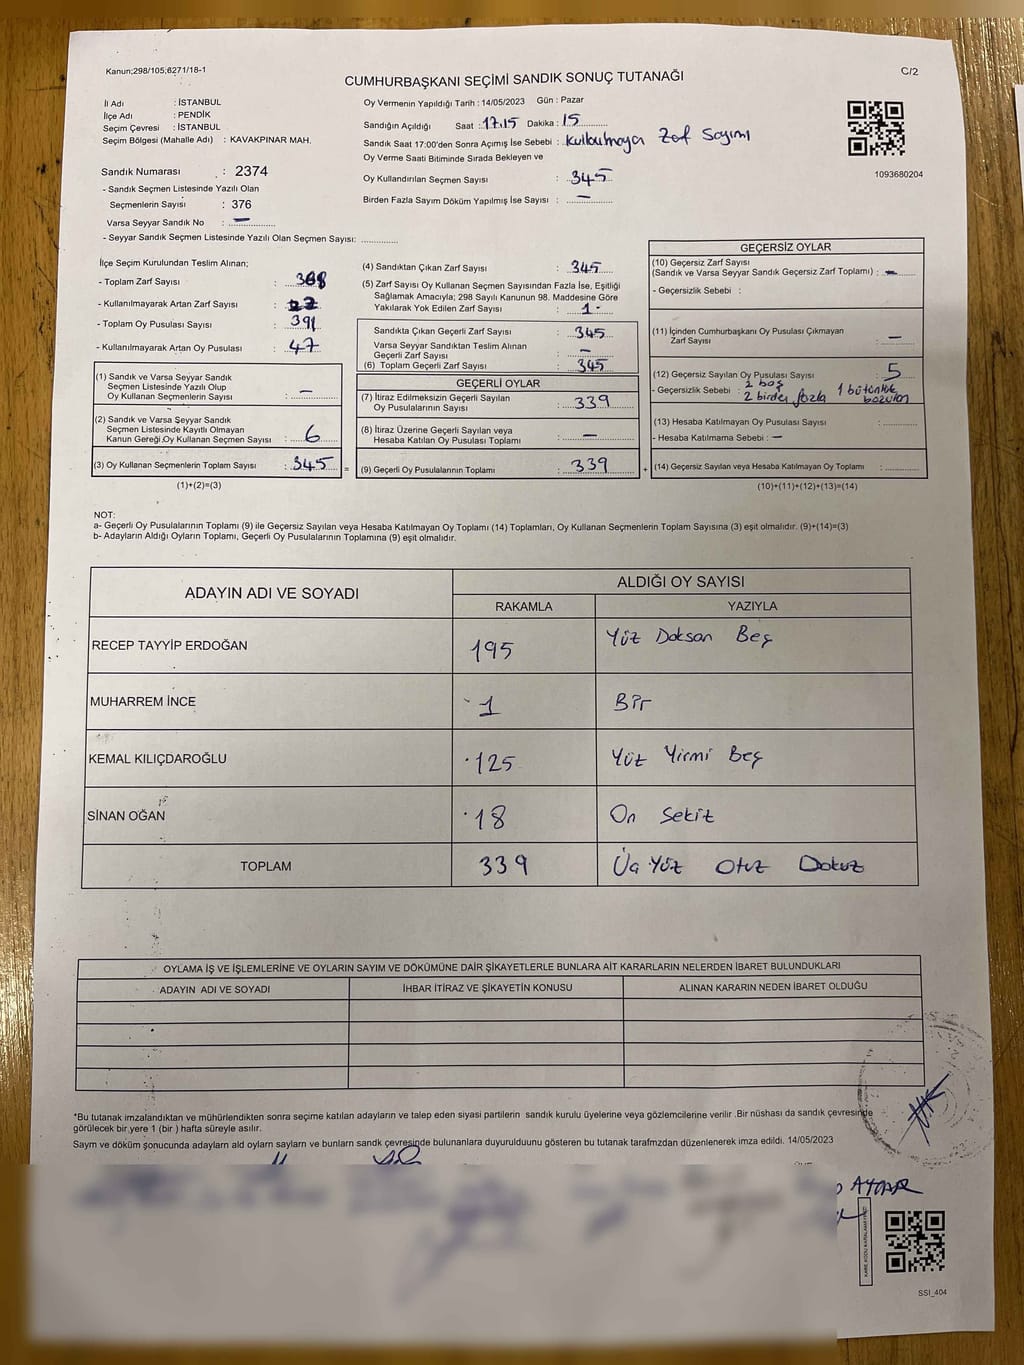 Kanun;298/105;6271/18-1
C/2
CUMHURBAŞKANI SEÇİMİ SANDIK SONUÇ TUTANAĞI
İl Adı : İSTANBUL
İlçe Adı : PENDİK
Seçim Çevresi : İSTANBUL
Seçim Bölgesi (Mahalle Adı) : KAVAKPINAR MAH.
Sandık Numarası : 2374
- Sandık Seçmen Listesinde Yazılı Olan
Seçmenlerin Sayısı : 376
Varsa Seyyar Sandık No : —
- Seyyar Sandık Seçmen Listesinde Yazılı Olan Seçmen Sayısı: ............
Oy Vermenin Yapıldığı Tarih : 14/05/2023 Gün : Pazar
Sandığın Açıldığı Saat : 17.15 Dakika : 15
Sandık Saat 17:00'den Sonra Açımış İse Sebebi : Kullanılmayan Zarf Sayımı
Oy Verme Saati Bitiminde Sırada Bekleyen ve
Oy Kullandırılan Seçmen Sayısı : 345
Birden Fazla Sayım Döküm Yapılmış İse Sayısı : —
1093680204
İlçe Seçim Kurulundan Teslim Alınan;
- Toplam Zarf Sayısı : 368
- Kullanılmayarak Artan Zarf Sayısı :
- Toplam Oy Pusulası Sayısı : 391
- Kullanılmayarak Artan Oy Pusulası : 47
(1) Sandık ve Varsa Seyyar Sandık
Seçmen Listesinde Yazılı Olup
Oy Kullanan Seçmenlerin Sayısı : —
(2) Sandık ve Varsa Seyyar Sandık
Seçmen Listesinde Kayıtlı Olmayan
Kanun Gereği,Oy Kullanan Seçmen Sayısı : 6
(3) Oy Kullanan Seçmenlerin Toplam Sayısı : 345 =
(1)+(2)=(3)
(4) Sandıktan Çıkan Zarf Sayısı : 345
(5) Zarf Sayısı Oy Kullanan Seçmen Sayısından Fazla İse, Eşitliği
Sağlamak Amacıyla; 298 Sayılı Kanunun 98. Maddesine Göre
Yakılarak Yok Edilen Zarf Sayısı : 1
Sandıkta Çıkan Geçerli Zarf Sayısı : 345
Varsa Seyyar Sandıktan Teslim Alınan
Geçerli Zarf Sayısı : —
(6) Toplam Geçerli Zarf Sayısı : 345
GEÇERLİ OYLAR
(7) İtiraz Edilmeksizin Geçerli Sayılan
Oy Pusulalarının Sayısı : 339
(8) İtiraz Üzerine Geçerli Sayılan veya
Hesaba Katılan Oy Pusulası Toplamı : —
(9) Geçerli Oy Pusulalarının Toplamı : 339 +
GEÇERSİZ OYLAR
(10) Geçersiz Zarf Sayısı
(Sandık ve Varsa Seyyar Sandık Geçersiz Zarf Toplamı) : —
- Geçersizlik Sebebi :
(11) İçinden Cumhurbaşkanı Oy Pusulası Çıkmayan
Zarf Sayısı : —
(12) Geçersiz Sayılan Oy Pusulası Sayısı : 5
- Geçersizlik Sebebi : 2 boş
2 birden fazla 1 bütünlük bozulan
(13) Hesaba Katılmayan Oy Pusulası Sayısı : ............
- Hesaba Katılmama Sebebi : —
(14) Geçersiz Sayılan veya Hesaba Katılmayan Oy Toplamı : ............
(10)+(11)+(12)+(13)=(14)
NOT:
a- Geçerli Oy Pusulalarının Toplamı (9) ile Geçersiz Sayılan veya Hesaba Katılmayan Oy Toplamı (14) Toplamları, Oy Kullanan Seçmenlerin Toplam Sayısına (3) eşit olmalıdır. (9)+(14)=(3)
b- Adayların Aldığı Oyların Toplamı, Geçerli Oy Pusulalarının Toplamına (9) eşit olmalıdır.
ADAYIN ADI VE SOYADI
ALDIĞI OY SAYISI
RAKAMLA YAZIYLA
RECEP TAYYİP ERDOĞAN 195 Yüz Doksan Beş
MUHARREM İNCE 1 Bir
KEMAL KILIÇDAROĞLU 125 Yüz Yirmi Beş
SİNAN OĞAN 18 On Sekiz
TOPLAM 339 Üç Yüz Otuz Dokuz
OYLAMA İŞ VE İŞLEMLERİNE VE OYLARIN SAYIM VE DÖKÜMÜNE DAİR ŞİKAYETLERLE BUNLARA AİT KARARLARIN NELERDEN İBARET BULUNDUKLARI
ADAYIN ADI VE SOYADI İHBAR İTİRAZ VE ŞİKAYETİN KONUSU ALINAN KARARIN NEDEN İBARET OLDUĞU
*Bu tutanak imzalandıktan ve mühürlendikten sonra seçime katılan adayların ve talep eden siyasi partilerin sandık kurulu üyelerine veya gözlemcilerine verilir .Bir nüshası da sandık çevresinde
görülecek bir yere 1 (bir ) hafta süreyle asılır.
Sayım ve döküm sonucunda adayların ald oyların saylarn ve bunların sandk çevresinde bulunanlara duyurulduunu gösteren bu tutanak tarafmzdan düzenlenerek imza edildi. 14/05/2023
SSI_404